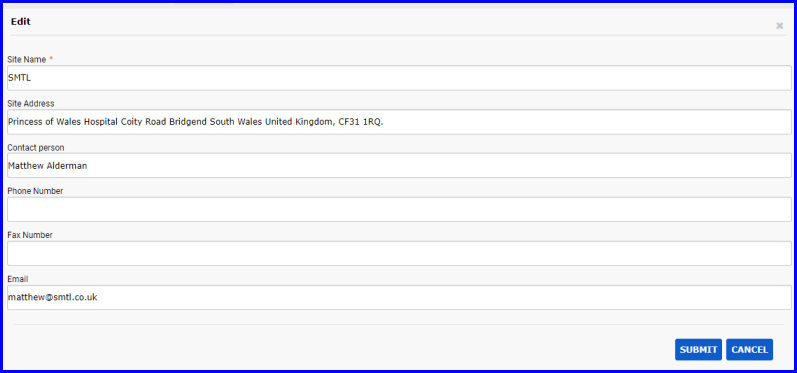 Edit
Site Name *
SMTL
Site Address
Princess of Wales Hospital Coity Road Bridgend South Wales United Kingdom, CF31 1RQ.
Contact person
Matthew Alderman
Phone Number
Fax Number
Email
matthew@smtl.co.uk
SUBMIT CANCEL